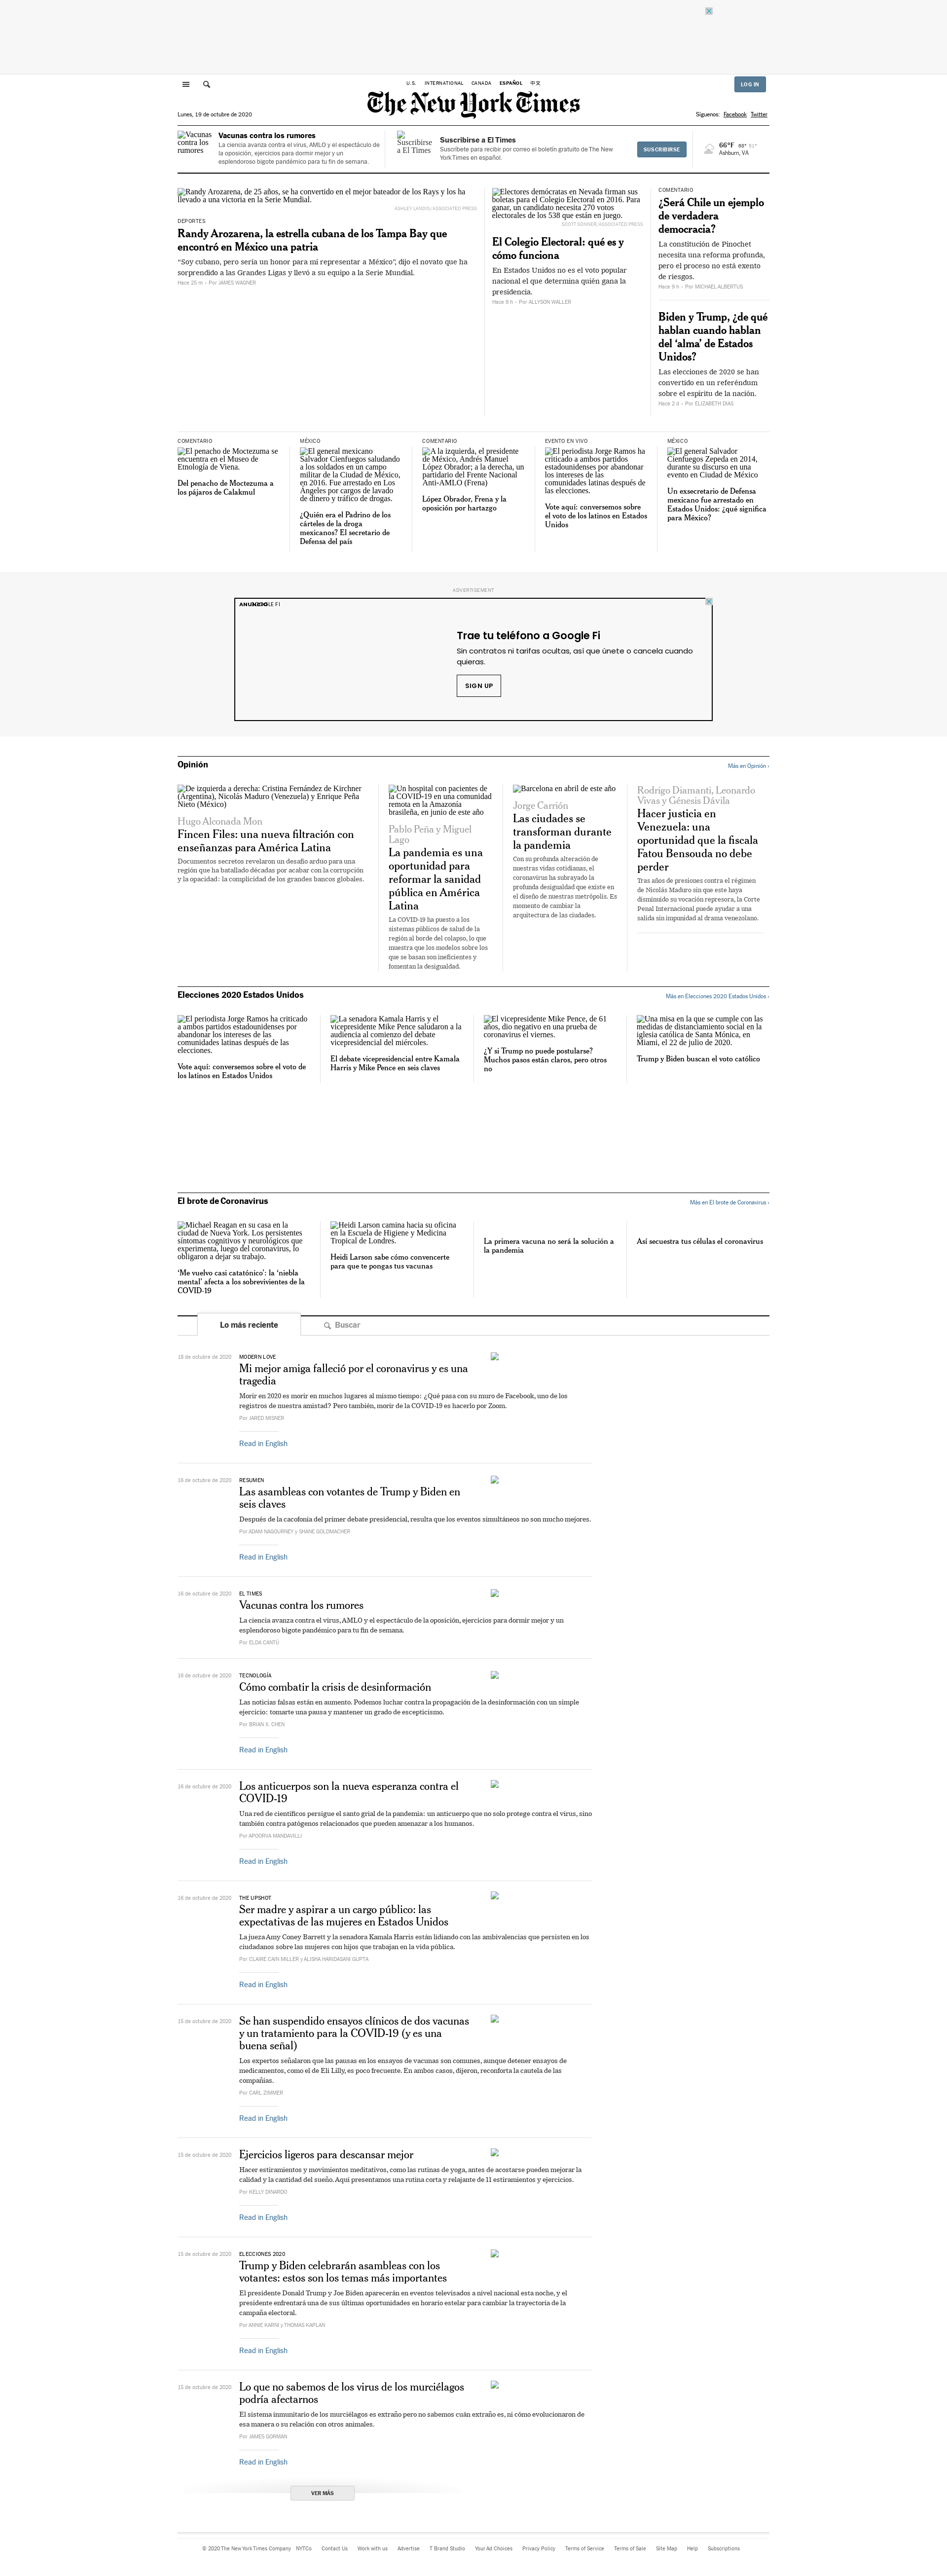 U.S.
INTERNATIONAL
CANADA
ESPAÑOL
中文
LOG IN
The New York Times
Lunes, 19 de octubre de 2020
Síguenos:
Facebook
Twitter
Vacunas contra los rumores
Vacunas contra los rumores
La ciencia avanza contra el virus, AMLO y el espectáculo de
la oposición, ejercicios para dormir mejor y un
esplendoroso bigote pandémico para tu fin de semana.
Suscribirse a El Times
Suscribirse a El Times
Suscríbete para recibir por correo el boletín gratuito de The New
York Times en español.
SUSCRIBIRSE
66°F
Ashburn, VA
Randy Arozarena, de 25 años, se ha convertido en el mayor bateador de los Rays y los ha
llevado a una victoria en la Serie Mundial.
ASHLEY LANDIS/ASSOCIATED PRESS
DEPORTES
Randy Arozarena, la estrella cubana de los Tampa Bay que
encontró en México una patria
“Soy cubano, pero sería un honor para mí representar a México”, dijo el novato que ha
sorprendido a las Grandes Ligas y llevó a su equipo a la Serie Mundial.
Hace 25 m • Por JAMES WAGNER
Electores demócratas en Nevada firman sus
boletas para el Colegio Electoral en 2016. Para
ganar, un candidato necesita 270 votos
electorales de los 538 que están en juego.
SCOTT SONNER/ASSOCIATED PRESS
El Colegio Electoral: qué es y
cómo funciona
En Estados Unidos no es el voto popular
nacional el que determina quién gana la
presidencia.
Hace 9 h • Por ALLYSON WALLER
COMENTARIO
¿Será Chile un ejemplo
de verdadera
democracia?
La constitución de Pinochet
necesita una reforma profunda,
pero el proceso no está exento
de riesgos.
Hace 9 h • Por MICHAEL ALBERTUS
Biden y Trump, ¿de qué
hablan cuando hablan
del ‘alma’ de Estados
Unidos?
Las elecciones de 2020 se han
convertido en un referéndum
sobre el espíritu de la nación.
Hace 2 d • Por ELIZABETH DIAS
COMENTARIO
El penacho de Moctezuma se
encuentra en el Museo de
Etnología de Viena.
Del penacho de Moctezuma a
los pájaros de Calakmul
MÉXICO
El general mexicano
Salvador Cienfuegos saludando
a los soldados en un campo
militar de la Ciudad de México,
en 2016. Fue arrestado en Los
Ángeles por cargos de lavado
de dinero y tráfico de drogas.
¿Quién era el Padrino de los
cárteles de la droga
mexicanos? El secretario de
Defensa del país
COMENTARIO
A la izquierda, el presidente
de México, Andrés Manuel
López Obrador; a la derecha, un
partidario del Frente Nacional
Anti-AMLO (Frena)
López Obrador, Frena y la
oposición por hartazgo
EVENTO EN VIVO
El periodista Jorge Ramos ha
criticado a ambos partidos
estadounidenses por abandonar
los intereses de las
comunidades latinas después de
las elecciones.
Vote aquí: conversemos sobre
el voto de los latinos en Estados
Unidos
MÉXICO
El general Salvador
Cienfuegos Zepeda en 2014,
durante su discurso en una
evento en Ciudad de México
Un exsecretario de Defensa
mexicano fue arrestado en
Estados Unidos: ¿qué significa
para México?
ADVERTISEMENT
ANUNCIO
Trae tu teléfono a Google Fi
Sin contratos ni tarifas ocultas, así que únete o cancela cuando
quieras.
SIGN UP
Opinión
Más en Opinión ›
De izquierda a derecha: Cristina Fernández de Kirchner
(Argentina), Nicolás Maduro (Venezuela) y Enrique Peña
Nieto (México)
Hugo Alconada Mon
Fincen Files: una nueva filtración con
enseñanzas para América Latina
Documentos secretos revelaron un desafío arduo para una
región que ha batallado décadas por acabar con la corrupción
y la opacidad: la complicidad de los grandes bancos globales.
Un hospital con pacientes de
la COVID-19 en una comunidad
remota en la Amazonía
brasileña, en junio de este año
Pablo Peña y Miguel
Lago
La pandemia es una
oportunidad para
reformar la sanidad
pública en América
Latina
La COVID-19 ha puesto a los
sistemas públicos de salud de la
región al borde del colapso, lo que
muestra que los modelos sobre los
que se basan son ineficientes y
fomentan la desigualdad.
Barcelona en abril de este año
Jorge Carrión
Las ciudades se
transforman durante
la pandemia
Con su profunda alteración de
nuestras vidas cotidianas, el
coronavirus ha subrayado la
profunda desigualdad que existe en
el diseño de nuestras metrópolis. Es
momento de cambiar la
arquitectura de las ciudades.
Rodrigo Diamanti, Leonardo
Vivas y Génesis Dávila
Hacer justicia en
Venezuela: una
oportunidad que la fiscala
Fatou Bensouda no debe
perder
Tras años de presiones contra el régimen
de Nicolás Maduro sin que este haya
disminuido su vocación represora, la Corte
Penal Internacional puede ayudar a una
salida sin impunidad al drama venezolano.
Elecciones 2020 Estados Unidos
Más en Elecciones 2020 Estados Unidos ›
El periodista Jorge Ramos ha criticado
a ambos partidos estadounidenses por
abandonar los intereses de las
comunidades latinas después de las
elecciones.
Vote aquí: conversemos sobre el voto de
los latinos en Estados Unidos
La senadora Kamala Harris y el
vicepresidente Mike Pence saludaron a la
audiencia al comienzo del debate
vicepresidencial del miércoles.
El debate vicepresidencial entre Kamala
Harris y Mike Pence en seis claves
El vicepresidente Mike Pence, de 61
años, dio negativo en una prueba de
coronavirus el viernes.
¿Y si Trump no puede postularse?
Muchos pasos están claros, pero otros
no
Una misa en la que se cumple con las
medidas de distanciamiento social en la
iglesia católica de Santa Mónica, en
Miami, el 22 de julio de 2020.
Trump y Biden buscan el voto católico
El brote de Coronavirus
Más en El brote de Coronavirus ›
Michael Reagan en su casa en la
ciudad de Nueva York. Los persistentes
síntomas cognitivos y neurológicos que
experimenta, luego del coronavirus, lo
obligaron a dejar su trabajo.
‘Me vuelvo casi catatónico’: la ‘niebla
mental’ afecta a los sobrevivientes de la
COVID-19
Heidi Larson camina hacia su oficina
en la Escuela de Higiene y Medicina
Tropical de Londres.
Heidi Larson sabe cómo convencerte
para que te pongas tus vacunas
La primera vacuna no será la solución a
la pandemia
Así secuestra tus células el coronavirus
Lo más reciente
Buscar
18 de octubre de 2020
MODERN LOVE
Mi mejor amiga falleció por el coronavirus y es una
tragedia
Morir en 2020 es morir en muchos lugares al mismo tiempo: ¿Qué pasa con su muro de Facebook, uno de los
registros de nuestra amistad? Pero también, morir de la COVID-19 es hacerlo por Zoom.
Por JARED MISNER
Read in English
16 de octubre de 2020
RESUMEN
Las asambleas con votantes de Trump y Biden en
seis claves
Después de la cacofonía del primer debate presidencial, resulta que los eventos simultáneos no son mucho mejores.
Por ADAM NAGOURNEY y SHANE GOLDMACHER
Read in English
16 de octubre de 2020
EL TIMES
Vacunas contra los rumores
La ciencia avanza contra el virus, AMLO y el espectáculo de la oposición, ejercicios para dormir mejor y un
esplendoroso bigote pandémico para tu fin de semana.
Por ELDA CANTÚ
16 de octubre de 2020
TECNOLOGÍA
Cómo combatir la crisis de desinformación
Las noticias falsas están en aumento. Podemos luchar contra la propagación de la desinformación con un simple
ejercicio: tomarte una pausa y mantener un grado de escepticismo.
Por BRIAN X. CHEN
Read in English
16 de octubre de 2020
Los anticuerpos son la nueva esperanza contra el
COVID-19
Una red de científicos persigue el santo grial de la pandemia: un anticuerpo que no solo protege contra el virus, sino
también contra patógenos relacionados que pueden amenazar a los humanos.
Por APOORVA MANDAVILLI
Read in English
16 de octubre de 2020
THE UPSHOT
Ser madre y aspirar a un cargo público: las
expectativas de las mujeres en Estados Unidos
La jueza Amy Coney Barrett y la senadora Kamala Harris están lidiando con las ambivalencias que persisten en los
ciudadanos sobre las mujeres con hijos que trabajan en la vida pública.
Por CLAIRE CAIN MILLER y ALISHA HARIDASANI GUPTA
Read in English
15 de octubre de 2020
Se han suspendido ensayos clínicos de dos vacunas
y un tratamiento para la COVID-19 (y es una
buena señal)
Los expertos señalaron que las pausas en los ensayos de vacunas son comunes, aunque detener ensayos de
medicamentos, como el de Eli Lilly, es poco frecuente. En ambos casos, dijeron, reconforta la cautela de las
compañías.
Por CARL ZIMMER
Read in English
15 de octubre de 2020
Ejercicios ligeros para descansar mejor
Hacer estiramientos y movimientos meditativos, como las rutinas de yoga, antes de acostarse pueden mejorar la
calidad y la cantidad del sueño. Aquí presentamos una rutina corta y relajante de 11 estiramientos y ejercicios.
Por KELLY DINARDO
Read in English
15 de octubre de 2020
ELECCIONES 2020
Trump y Biden celebrarán asambleas con los
votantes: estos son los temas más importantes
El presidente Donald Trump y Joe Biden aparecerán en eventos televisados a nivel nacional esta noche, y el
presidente enfrentará una de sus últimas oportunidades en horario estelar para cambiar la trayectoria de la
campaña electoral.
Por ANNIE KARNI y THOMAS KAPLAN
Read in English
15 de octubre de 2020
Lo que no sabemos de los virus de los murciélagos
podría afectarnos
El sistema inmunitario de los murciélagos es extraño pero no sabemos cuán extraño es, ni cómo evolucionaron de
esa manera o su relación con otros animales.
Por JAMES GORMAN
Read in English
VER MÁS
© 2020 The New York Times Company
NYTCo
Contact Us
Work with us
Advertise
T Brand Studio
Your Ad Choices
Privacy Policy
Terms of Service
Terms of Sale
Site Map
Help
Subscriptions